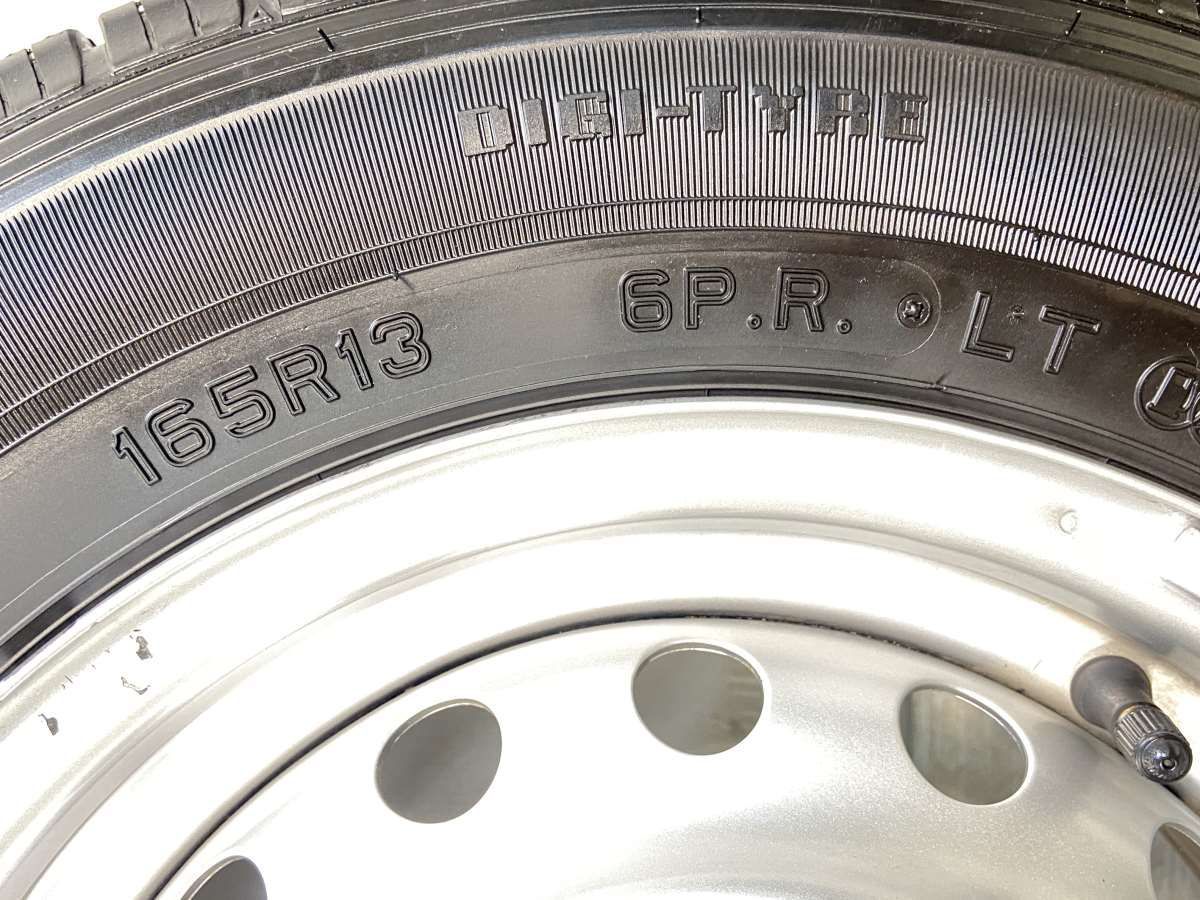 DIGI-TYRE
165R13 6P.R. LT